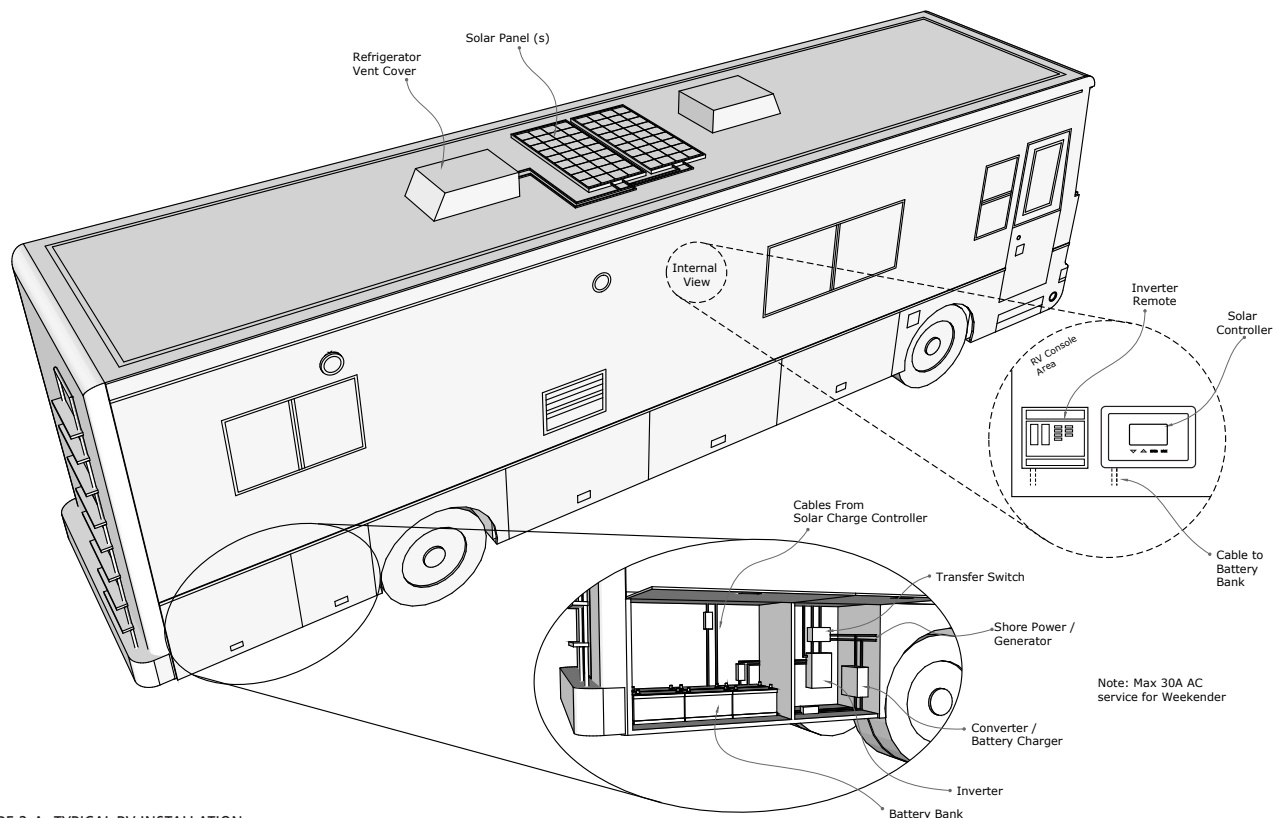 Solar Panel (s)
Refrigerator
Vent Cover
Internal
View
Inverter
Remote
Solar
Controller
RV Console
Area
Cables From
Solar Charge Controller
Transfer Switch
Cable to
Battery
Bank
Shore Power /
Generator
Note: Max 30A AC
service for Weekender
Converter /
Battery Charger
Inverter
Battery Bank